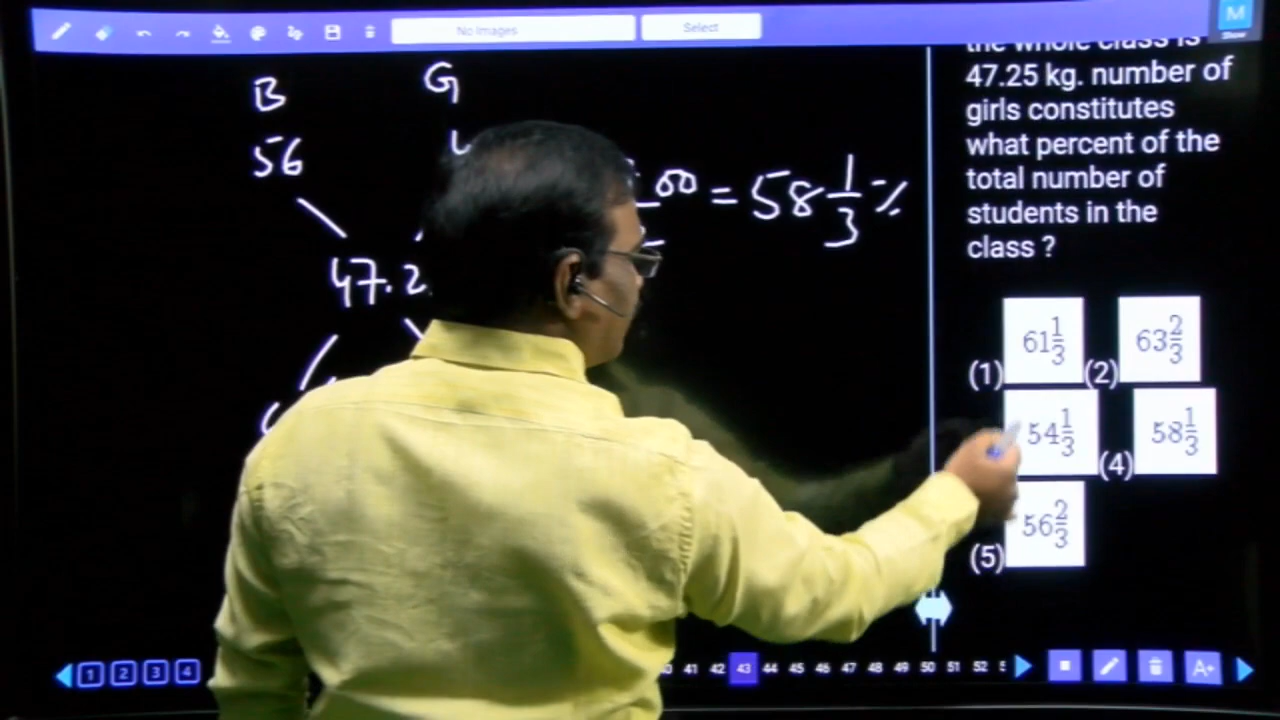 No Images
Select
M
Show
B G
56
47.2
00 = 58 1/3 %
the whole class is
47.25 kg. number of
girls constitutes
what percent of the
total number of
students in the
class ?
(1) 61 1/3 (2) 63 2/3
54 1/3 (4) 58 1/3
(5) 56 2/3
1 2 3 4
41 42 43 44 45 46 47 48 49 50 51 52
A+